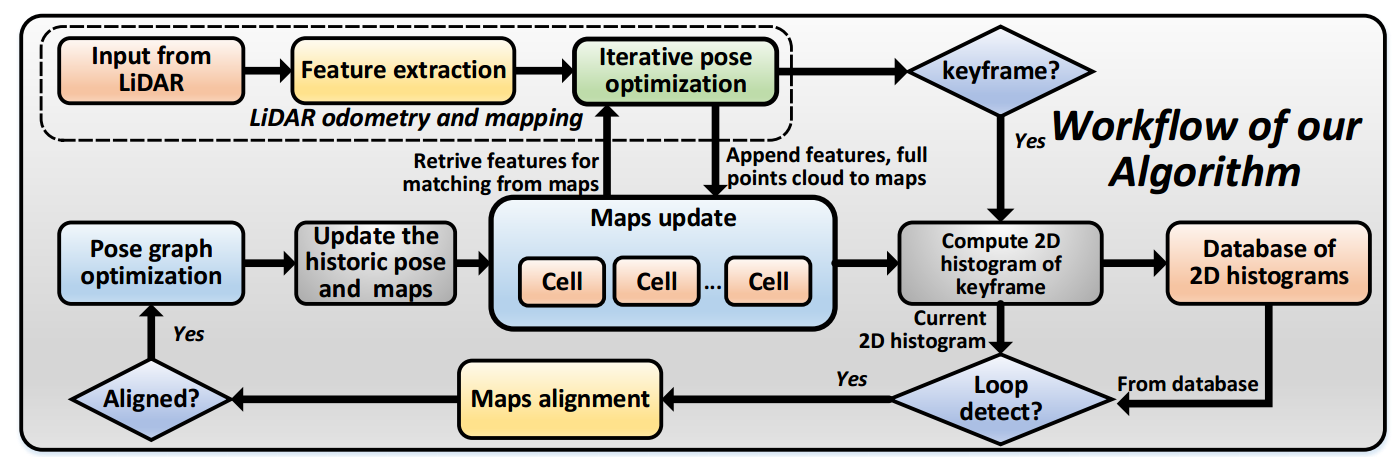 Input from
LiDAR
Feature extraction
Iterative pose
optimization
keyframe?
LiDAR odometry and mapping
Workflow of our
Algorithm
Yes
Retrive features for
matching from maps
Append features, full
points cloud to maps
Pose graph
optimization
Update the
historic pose
and maps
Maps update
Cell
Cell
...
Cell
Compute 2D
histogram of
keyframe
Database of
2D histograms
Current
2D histogram
Yes
Aligned?
Maps alignment
Yes
Loop
detect?
From database